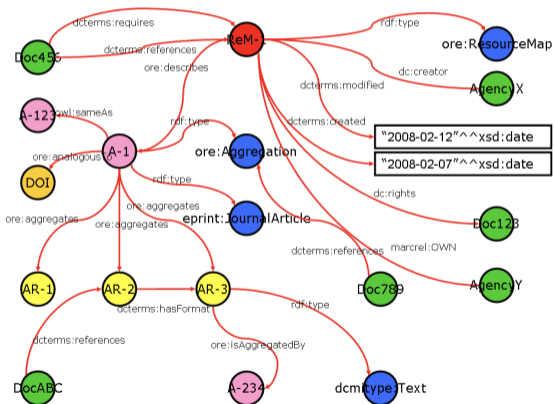 dcterms:requires
rdf:type
Doc456
dcterms:references
ReM-1
ore:ResourceMap
ore:describes
dc:creator
dcterms:modified
AgencyX
A-123
owl:sameAs
rdf:type
dcterms:created
"2008-02-12"^^xsd:date
A-1
ore:Aggregation
"2008-02-07"^^xsd:date
ore:analogous
DOI
rdf:type
dc:rights
ore:aggregates
ore:aggregates
ore:aggregates
eprint:JournalArticle
Doc123
dcterms:references
marcrel:OWN
AR-1
AR-2
AR-3
Doc789
AgencyY
dcterms:hasFormat
rdf:type
dcterms:references
ore:isAggregatedBy
DocABC
A-234
dcmitype:Text